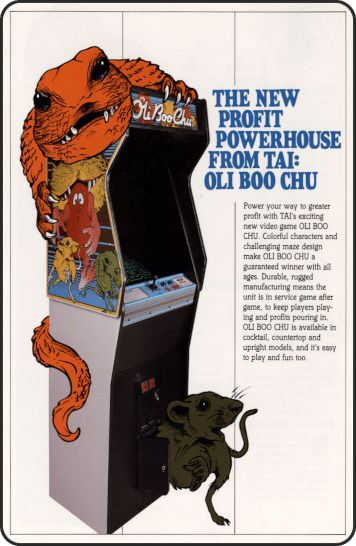 Oli Boo Chu
THE NEW
PROFIT
POWERHOUSE
FROM TAI:
OLI BOO CHU
Power your way to greater
profit with TAI's exciting
new video game OLI BOO
CHU. Colorful characters and
challenging maze design
make OLI BOO CHU a
guaranteed winner with all
ages. Durable, rugged
manufacturing means the
unit is in service game after
game, to keep players play-
ing and profits pouring in.
OLI BOO CHU is available in
cocktail, countertop and
upright models, and it's easy
to play and fun too.